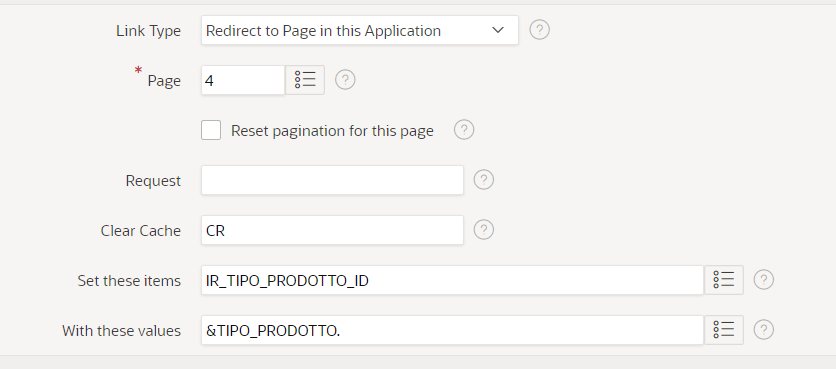 Link Type Redirect to Page in this Application ?
* Page 4 ?
Reset pagination for this page ?
Request ?
Clear Cache CR ?
Set these items IR_TIPO_PRODOTTO_ID ?
With these values &TIPO_PRODOTTO. ?